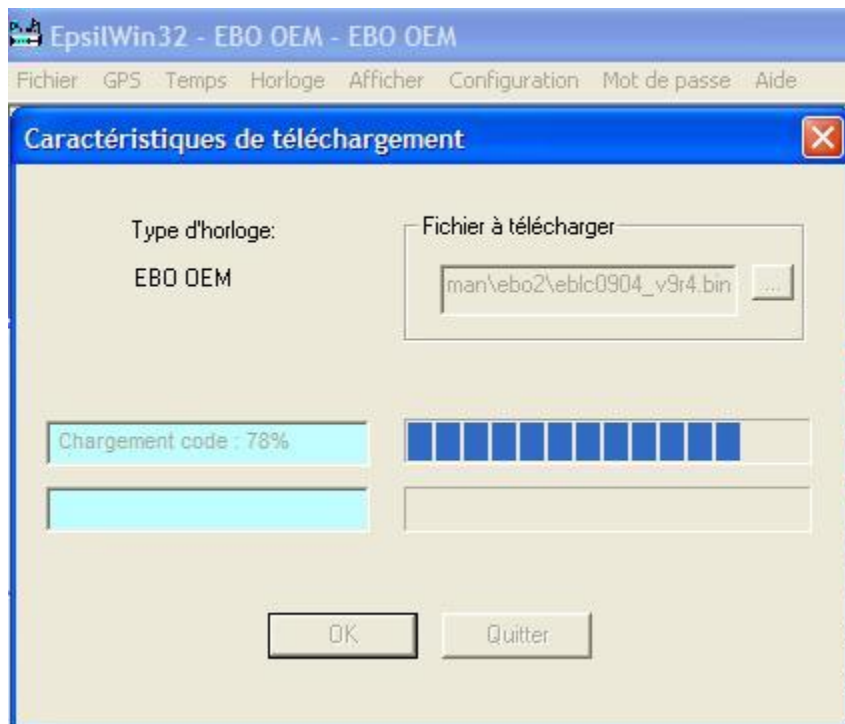 EpsilWin32 - EBO OEM - EBO OEM
Fichier GPS Temps Horloge Afficher Configuration Mot de passe Aide
Caractéristiques de téléchargement
Type d'horloge:
EBO OEM
Fichier à télécharger
man\ebo2\eblc0904_v9r4.bin ...
Chargement code : 78%
OK Quitter